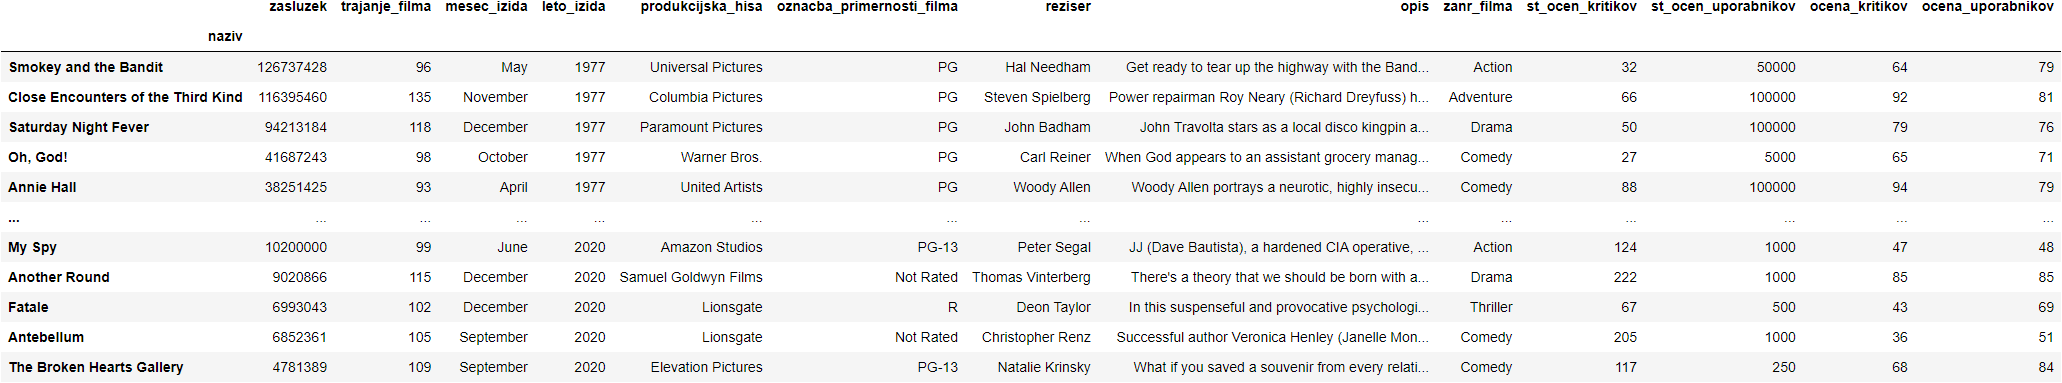 zasluzek trajanje_filma mesec_izida leto_izida produkcijska_hisa oznacba_primernosti_filma reziser opis zanr_filma st_ocen_kritikov st_ocen_uporabnikov ocena_kritikov ocena_uporabnikov
naziv
Smokey and the Bandit 126737428 96 May 1977 Universal Pictures PG Hal Needham Get ready to tear up the highway with the Band... Action 32 50000 64 79
Close Encounters of the Third Kind 116395460 135 November 1977 Columbia Pictures PG Steven Spielberg Power repairman Roy Neary (Richard Dreyfuss) h... Adventure 66 100000 92 81
Saturday Night Fever 94213184 118 December 1977 Paramount Pictures PG John Badham John Travolta stars as a local disco kingpin a... Drama 50 100000 79 76
Oh, God! 41687243 98 October 1977 Warner Bros. PG Carl Reiner When God appears to an assistant grocery manag... Comedy 27 5000 65 71
Annie Hall 38251425 93 April 1977 United Artists PG Woody Allen Woody Allen portrays a neurotic, highly insecu... Comedy 88 100000 94 79
... ... ... ... ... ... ... ... ... ... ... ... ... ...
My Spy 10200000 99 June 2020 Amazon Studios PG-13 Peter Segal JJ (Dave Bautista), a hardened CIA operative, ... Action 124 1000 47 48
Another Round 9020866 115 December 2020 Samuel Goldwyn Films Not Rated Thomas Vinterberg There's a theory that we should be born with a... Drama 222 1000 85 85
Fatale 6993043 102 December 2020 Lionsgate R Deon Taylor In this suspenseful and provocative psychologi... Thriller 67 500 43 69
Antebellum 6852361 105 September 2020 Lionsgate Not Rated Christopher Renz Successful author Veronica Henley (Janelle Mon... Comedy 205 1000 36 51
The Broken Hearts Gallery 4781389 109 September 2020 Elevation Pictures PG-13 Natalie Krinsky What if you saved a souvenir from every relati... Comedy 117 250 68 84